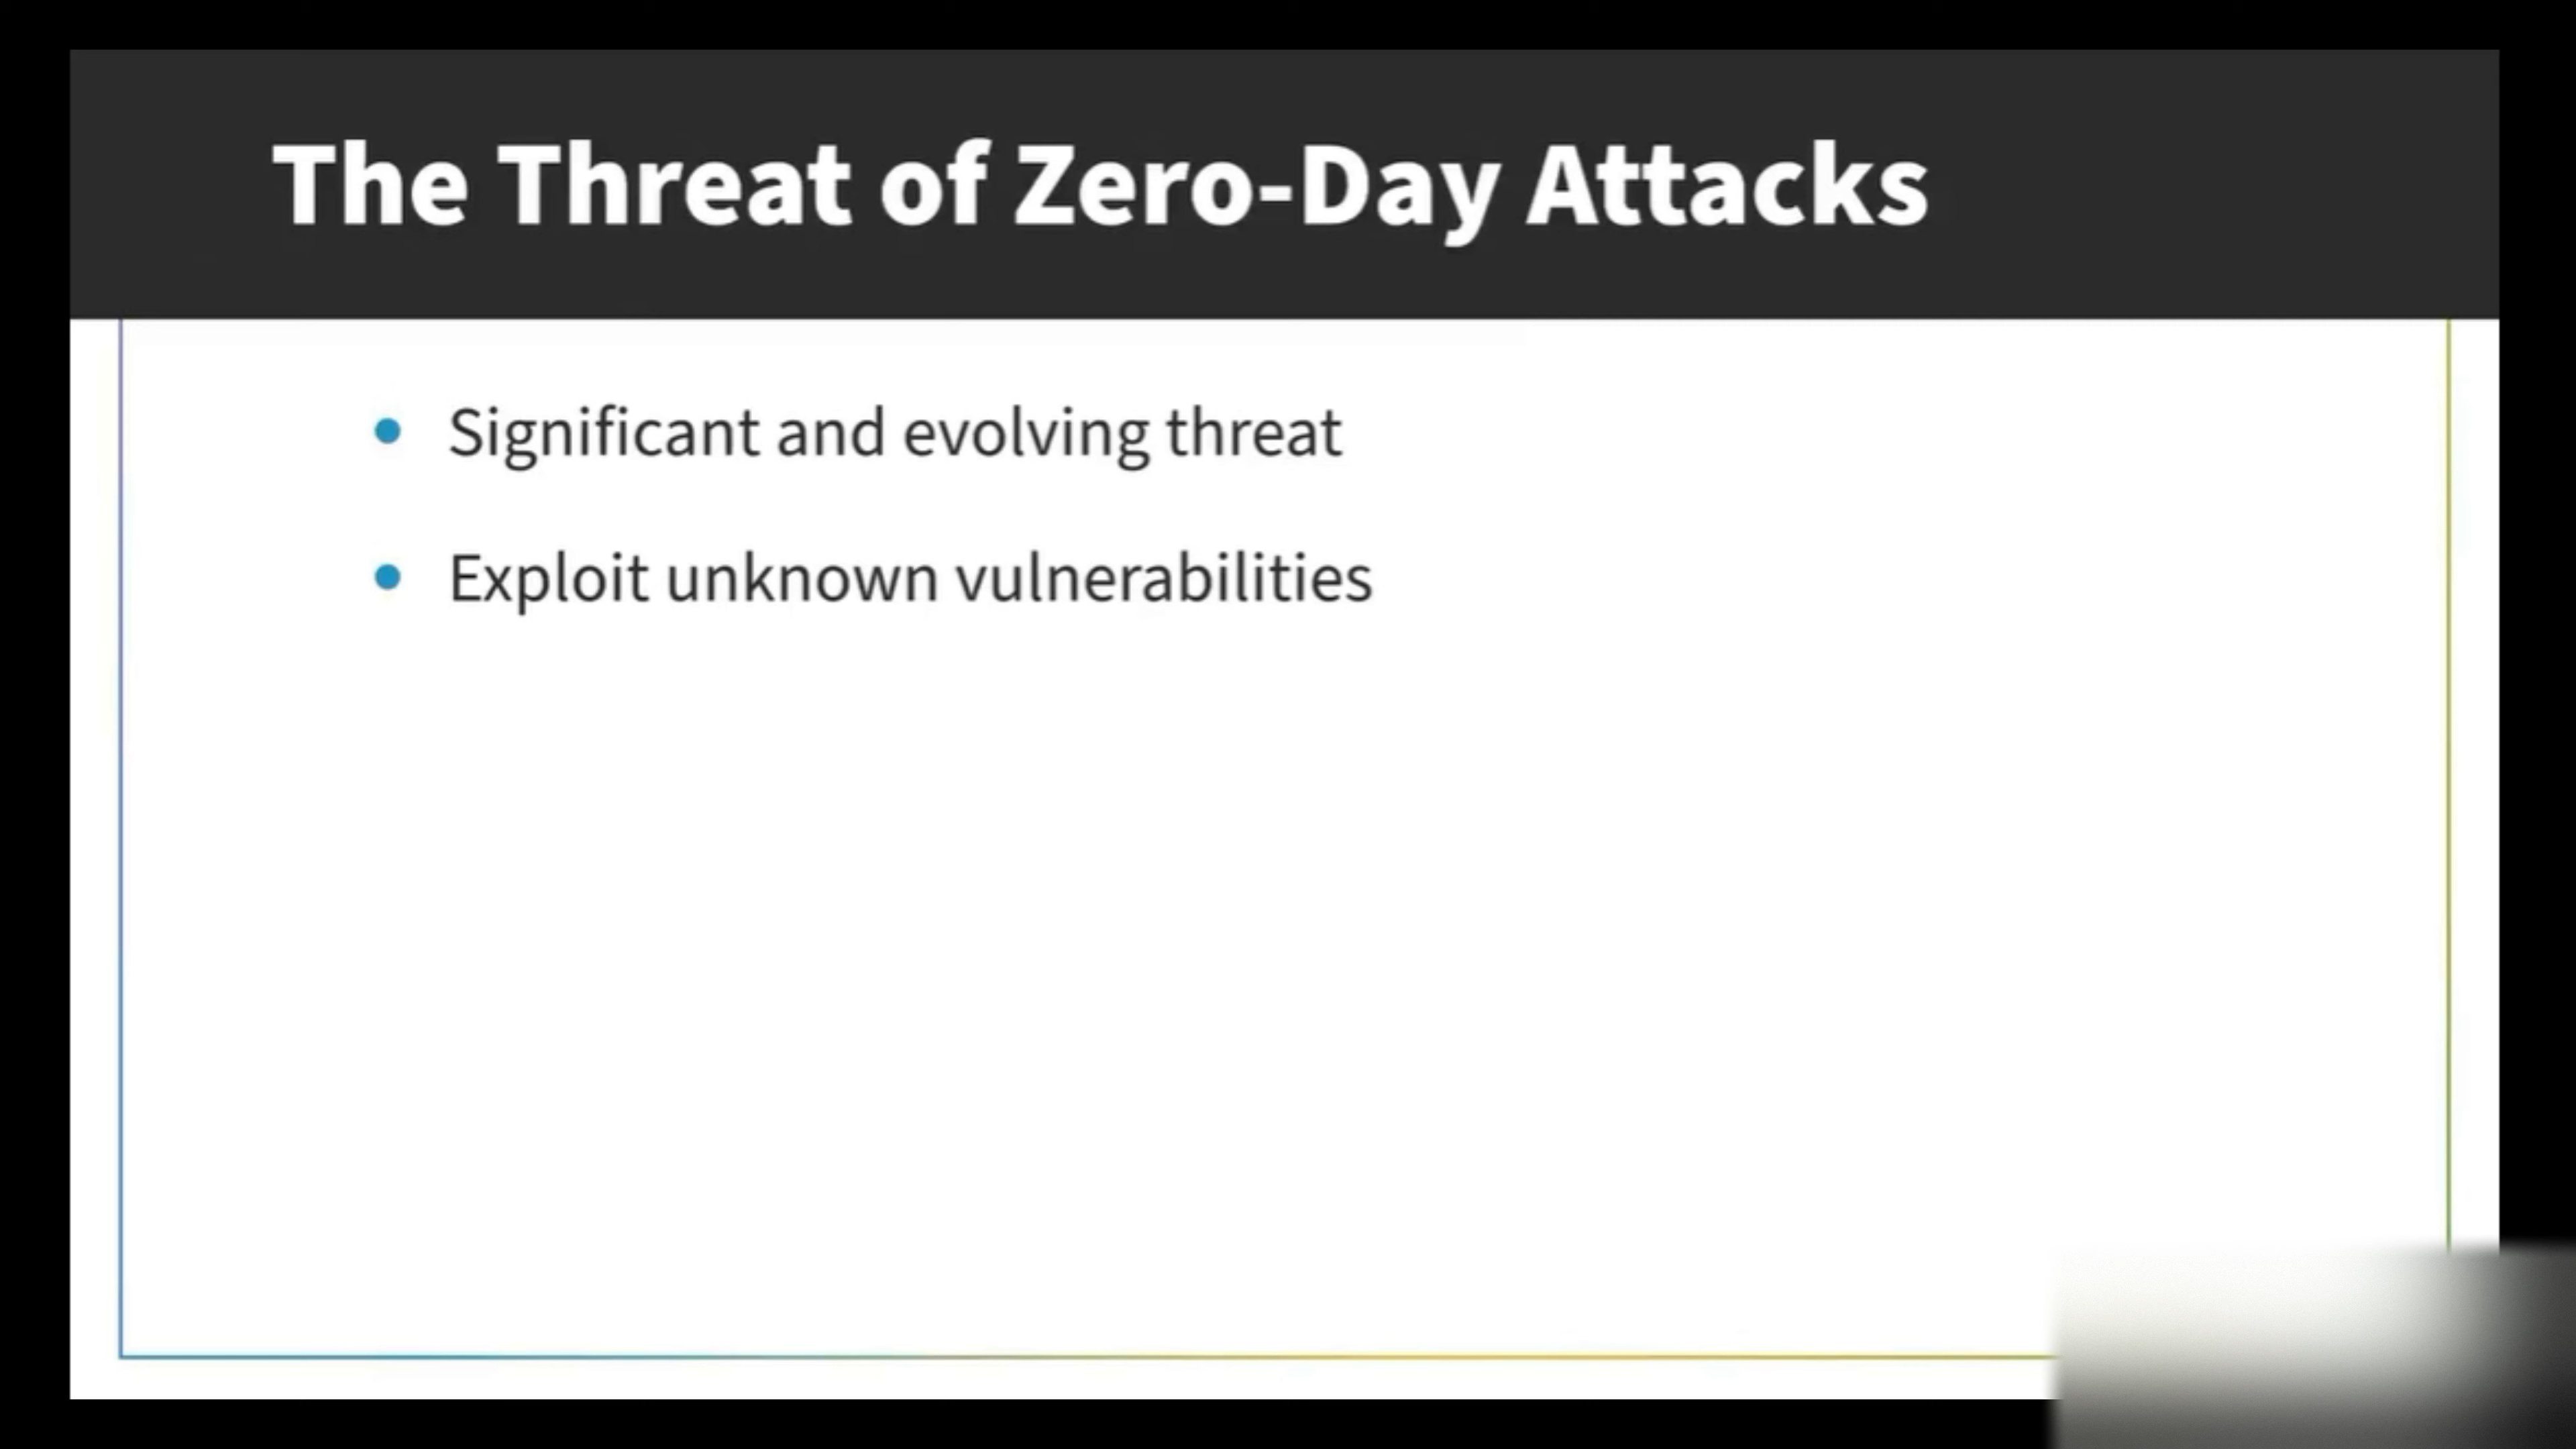 The Threat of Zero-Day Attacks
Significant and evolving threat
Exploit unknown vulnerabilities